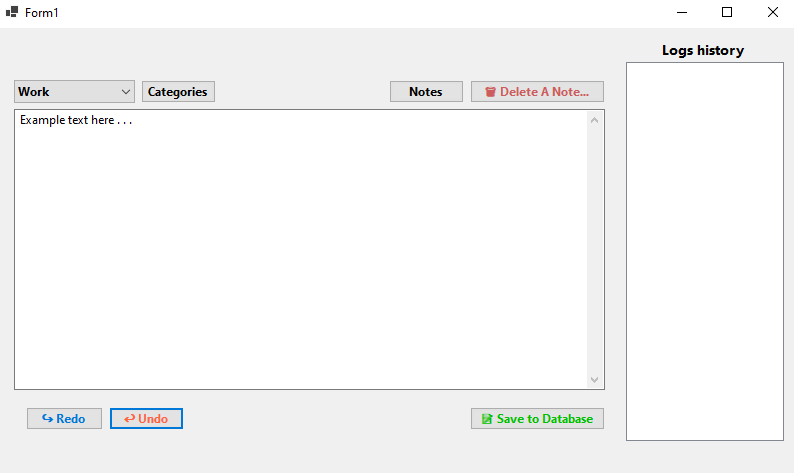 Form1
Logs history
Work
Categories
Notes
Delete A Note...
Example text here . . .
Redo
Undo
Save to Database